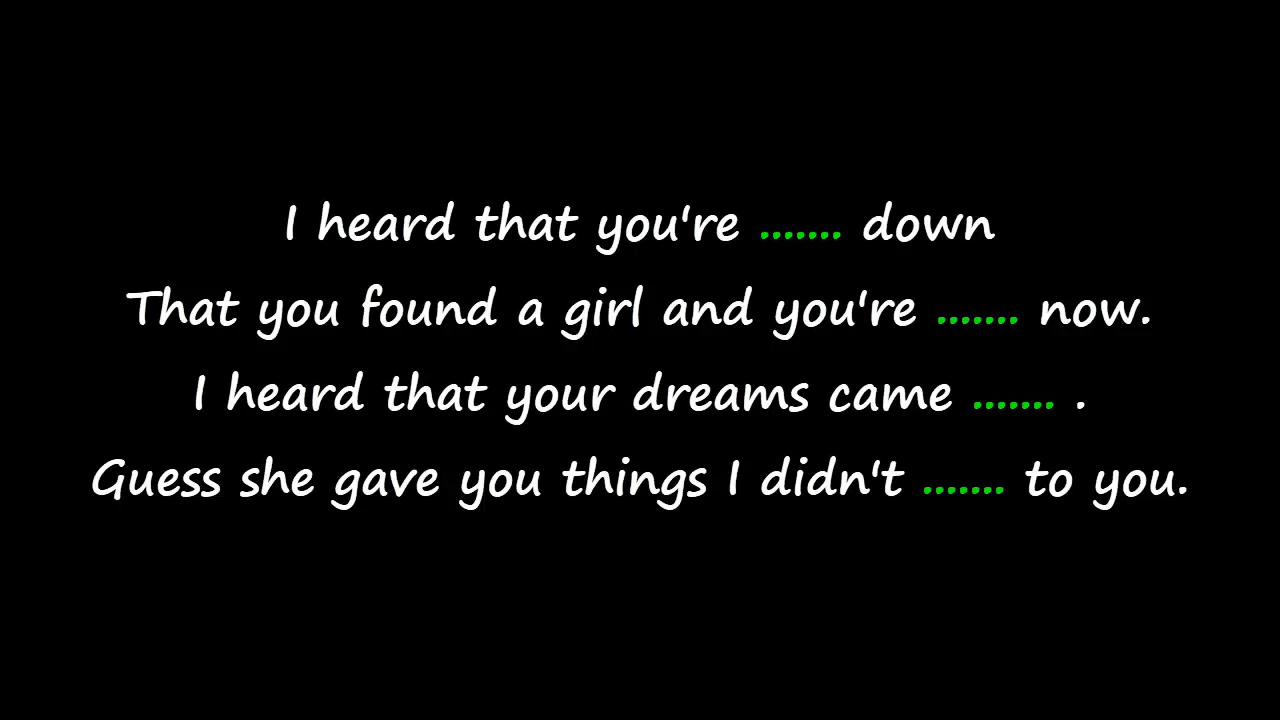 I heard that you're ....... down
That you found a girl and you're ....... now.
I heard that your dreams came ....... .
Guess she gave you things I didn't ....... to you.